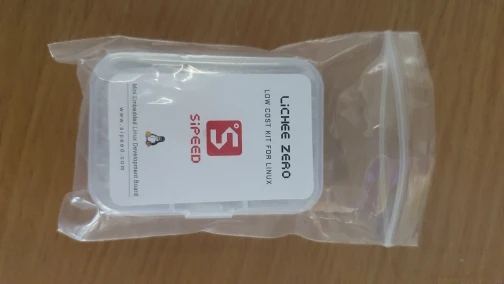 LiCHEE ZERO
LOW COST KIT FOR LINUX
SiPEED
Mini Embedded Linux Development Board
www.sipeed.com